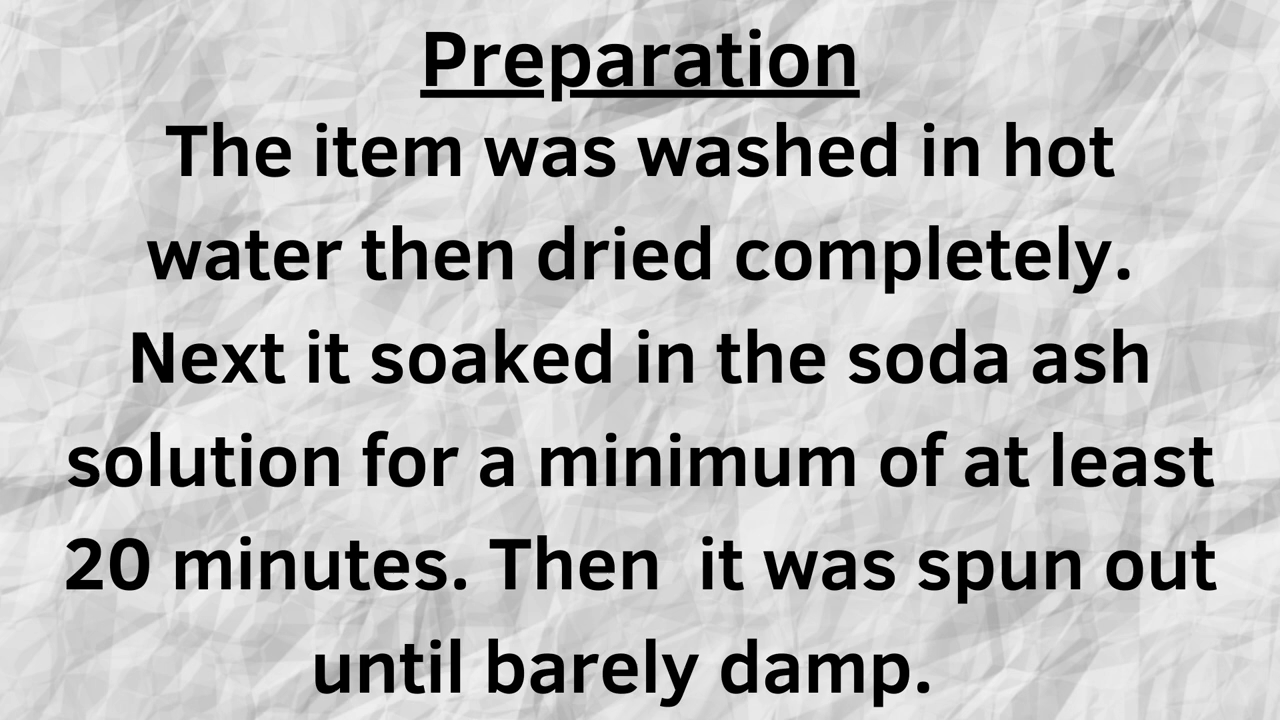 Preparation
The item was washed in hot
water then dried completely.
Next it soaked in the soda ash
solution for a minimum of at least
20 minutes. Then  it was spun out
until barely damp.